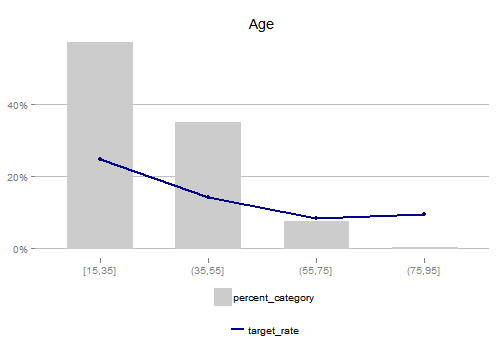 Age
40%
20%
0%
[15,35] (35,55] (55,75] (75,95]
percent_category
target_rate